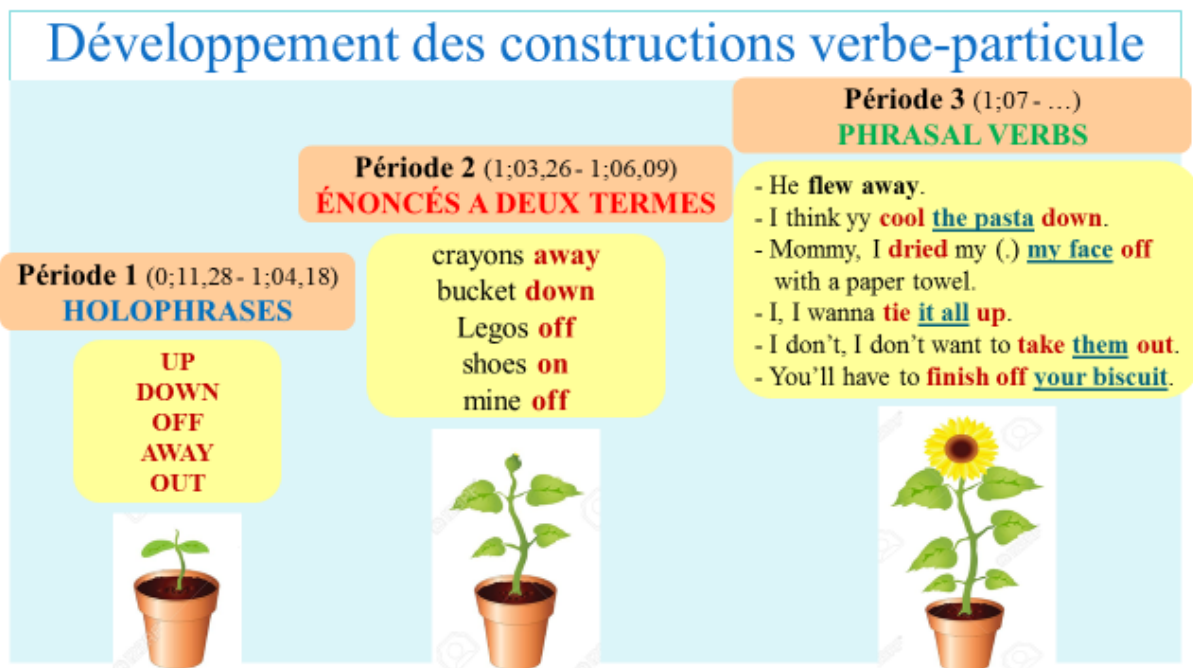 Développement des constructions verbe-particule
Période 1 (0;11,28 - 1;04,18)
HOLOPHRASES
UP
DOWN
OFF
AWAY
OUT
Période 2 (1;03,26 - 1;06,09)
ÉNONCÉS A DEUX TERMES
crayons away
bucket down
Legos off
shoes on
mine off
Période 3 (1;07 - …)
PHRASAL VERBS
- He flew away.
- I think yy cool the pasta down.
- Mommy, I dried my (.) my face off
with a paper towel.
- I, I wanna tie it all up.
- I don't, I don't want to take them out.
- You'll have to finish off your biscuit.